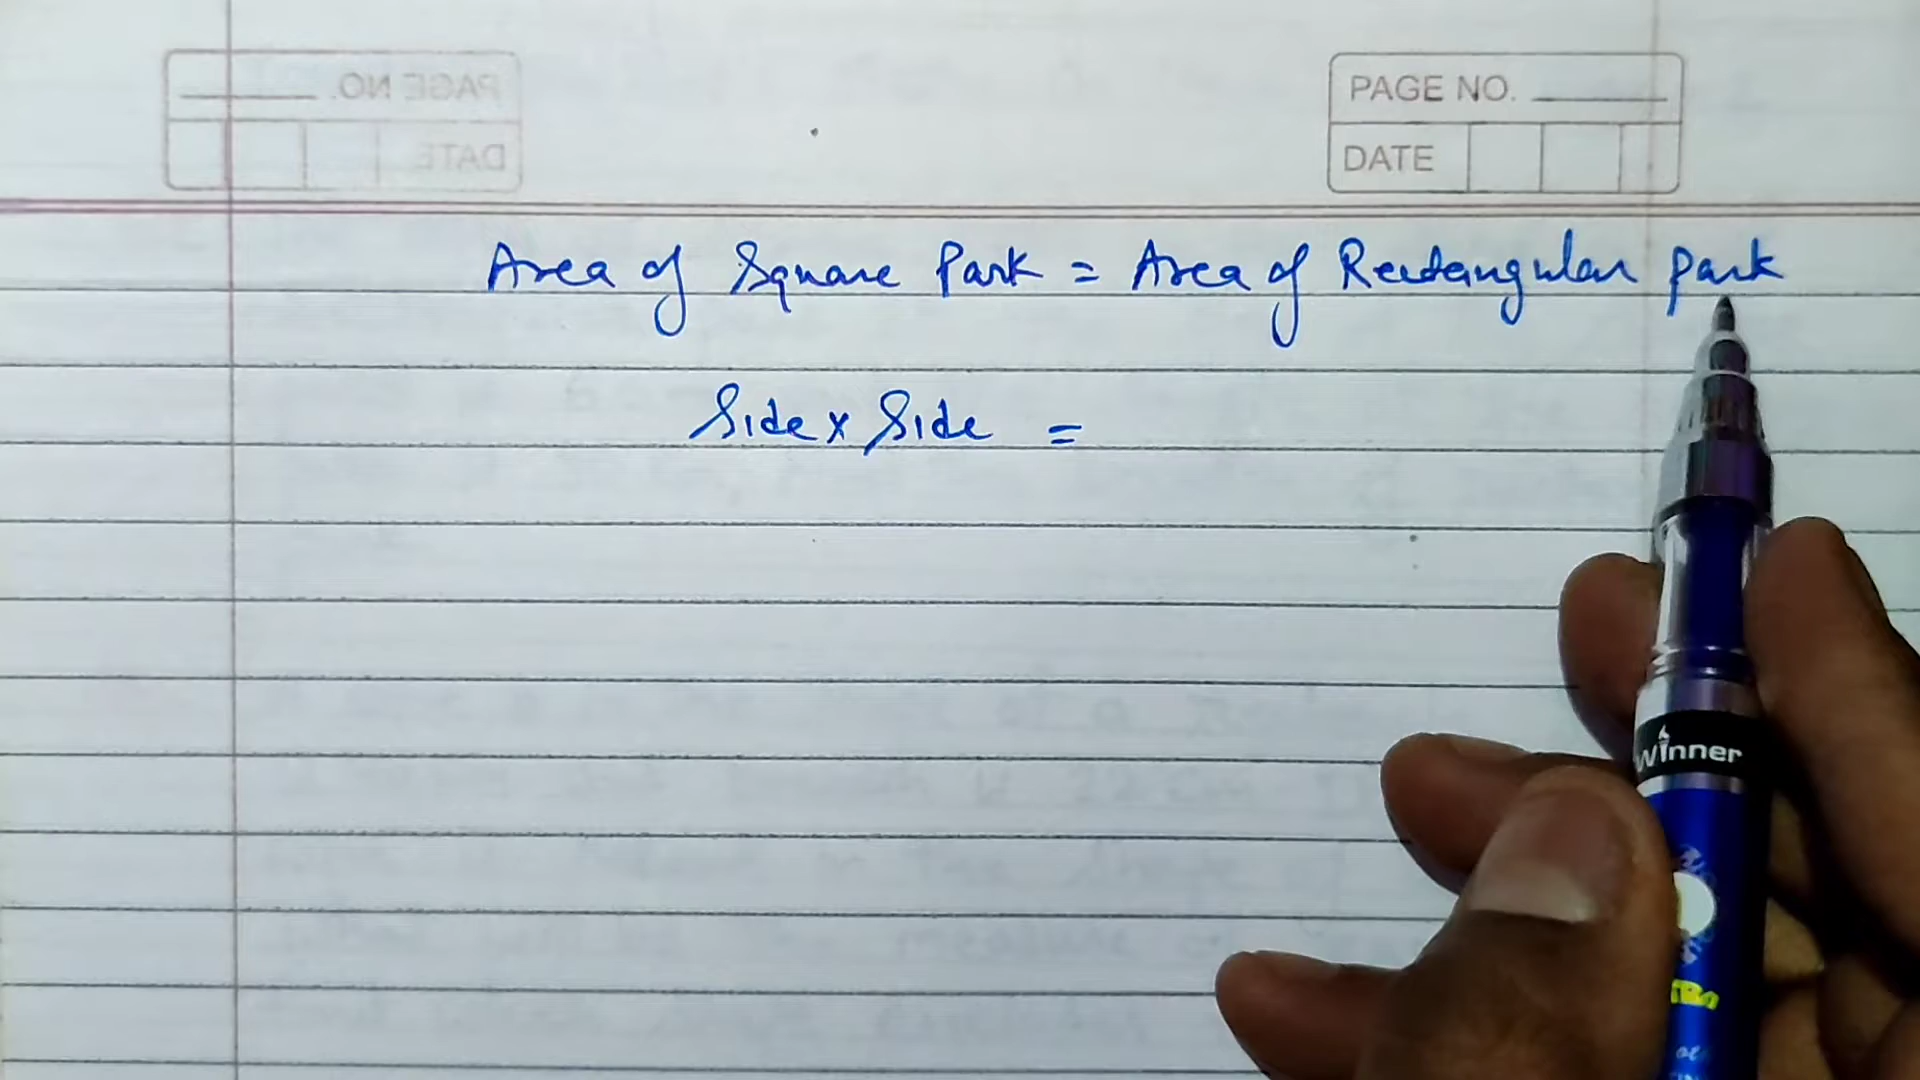 PAGE NO.
DATE
Area of Square Park = Area of Rectangular Park
Side x Side =
Winner